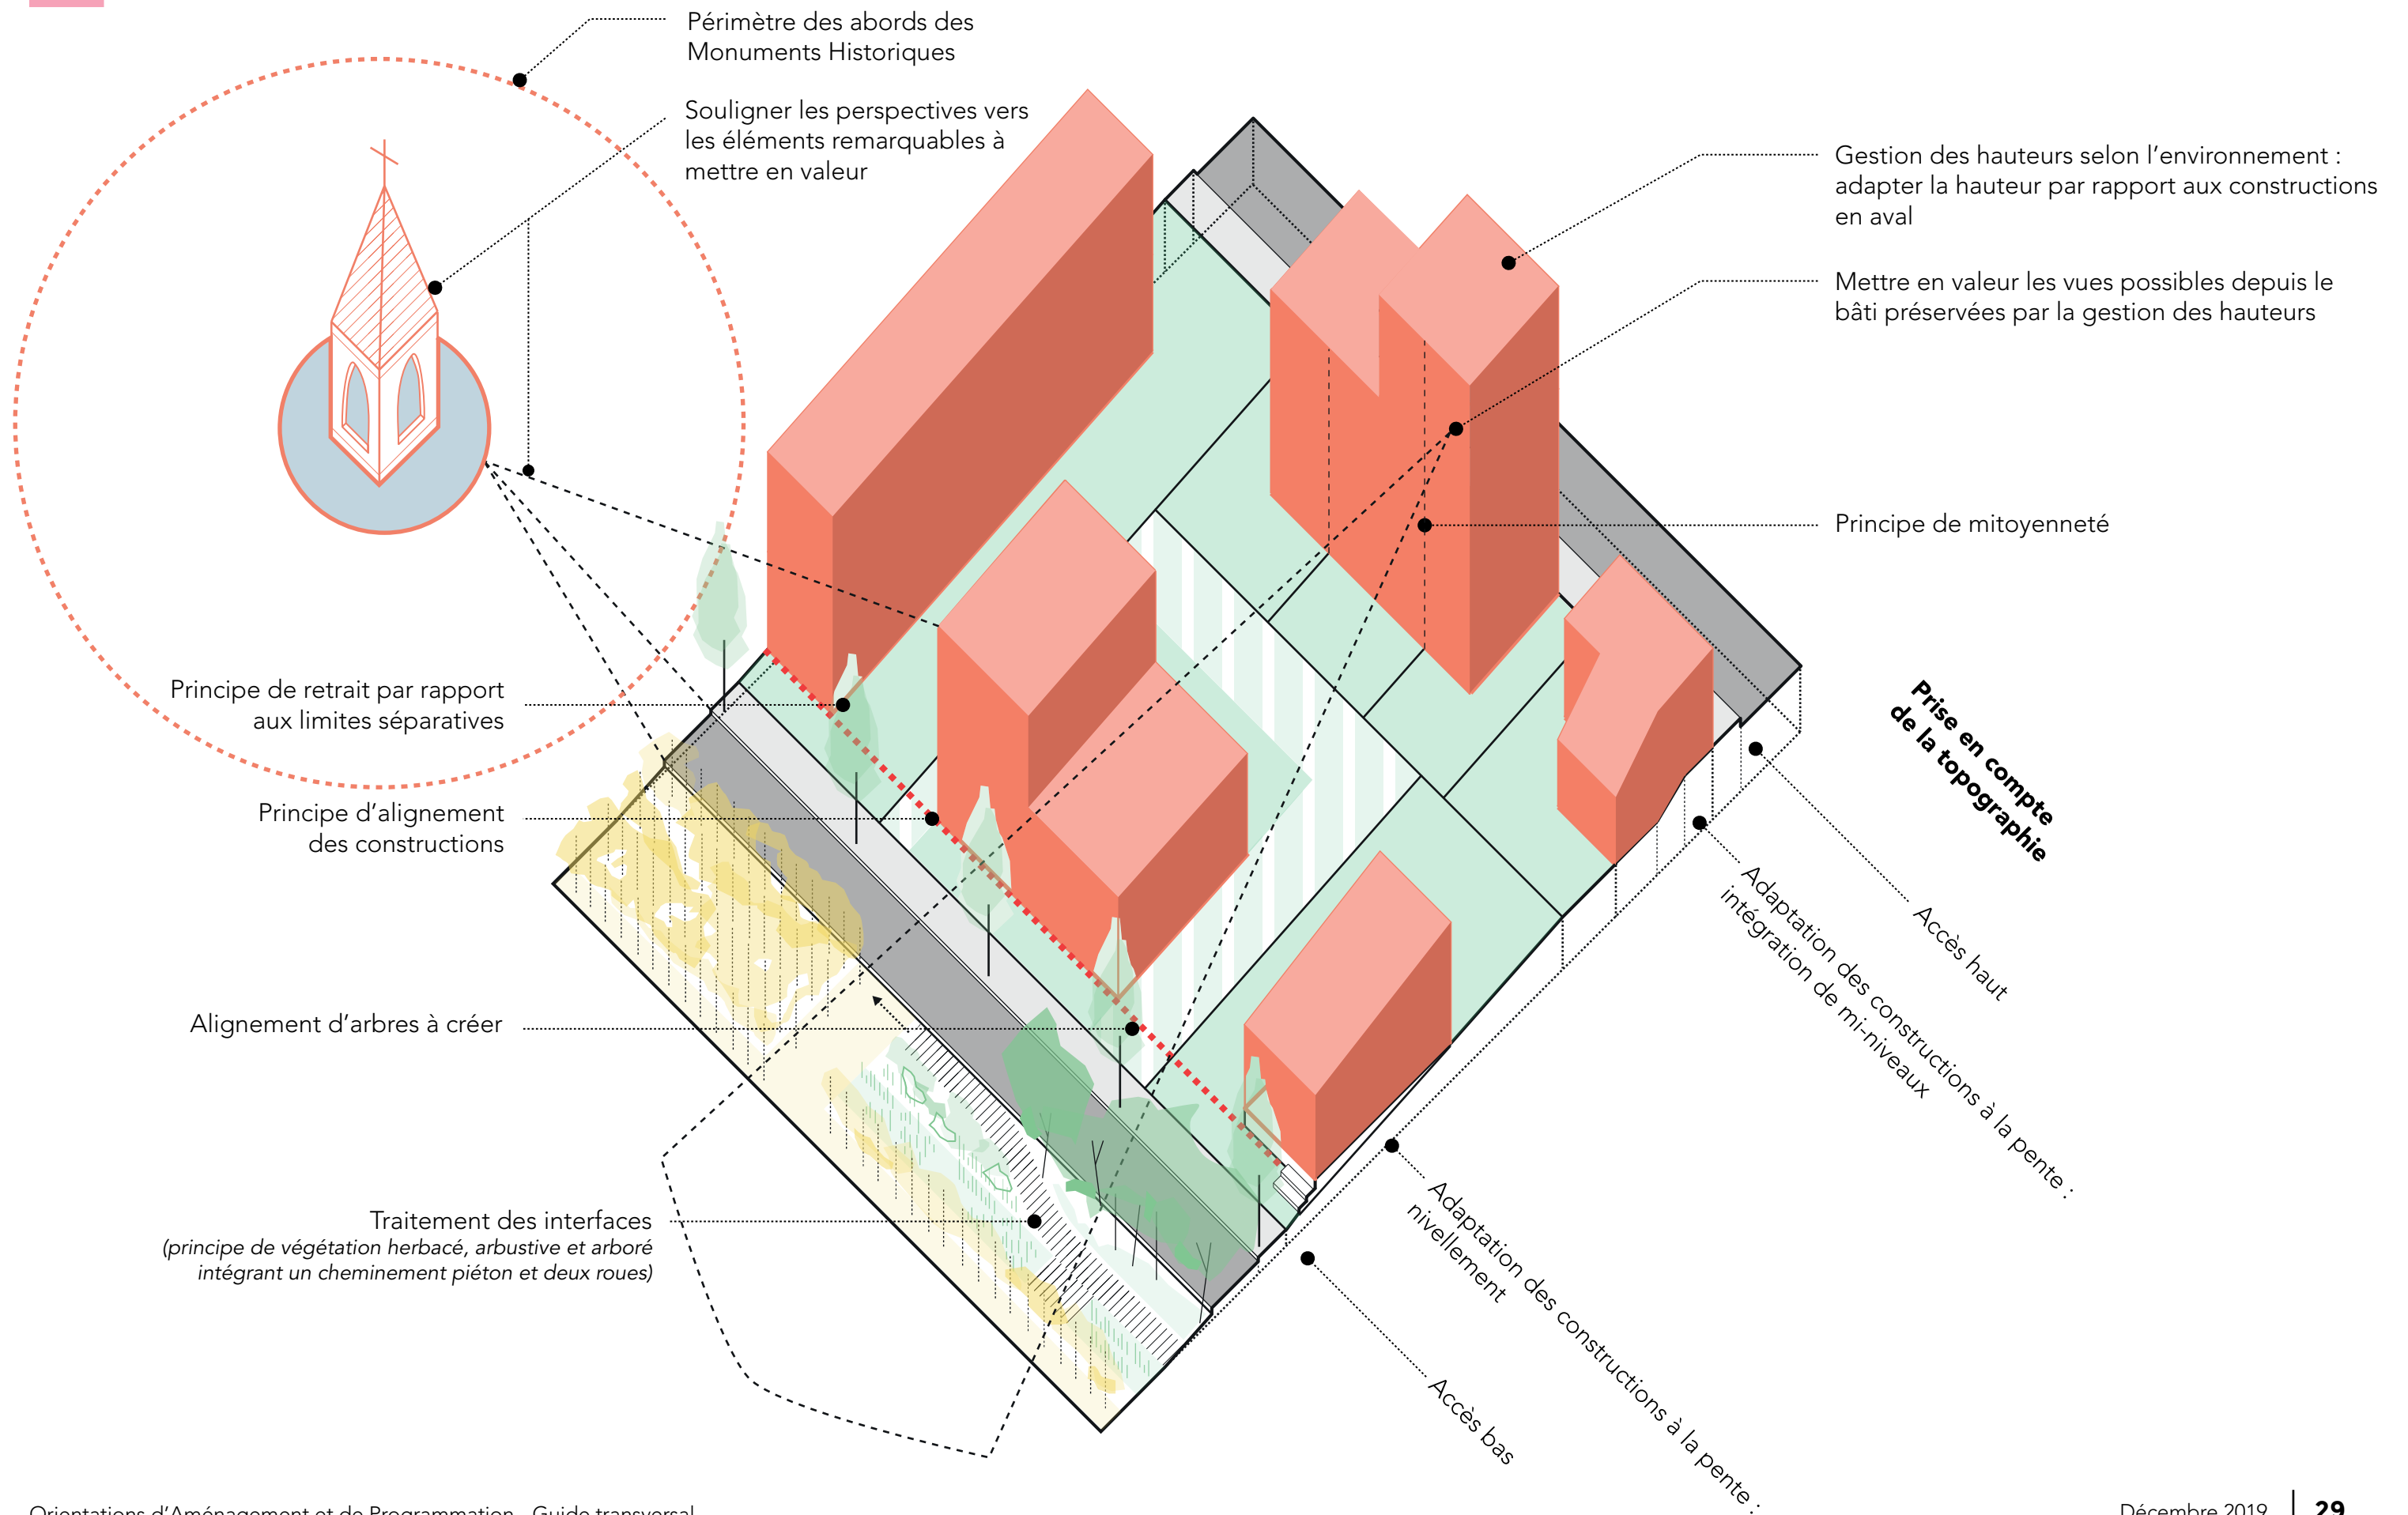 Périmètre des abords des
Monuments Historiques
Souligner les perspectives vers
les éléments remarquables à
mettre en valeur
Gestion des hauteurs selon l'environnement :
adapter la hauteur par rapport aux constructions
en aval
Mettre en valeur les vues possibles depuis le
bâti préservées par la gestion des hauteurs
Principe de mitoyenneté
Principe de retrait par rapport
aux limites séparatives
Principe d'alignement
des constructions
Alignement d'arbres à créer
Traitement des interfaces
(principe de végétation herbacé, arbustive et arboré
intégrant un cheminement piéton et deux roues)
Prise en compte
de la topographie
Accès haut
Adaptation des constructions à la pente :
intégration de mi-niveaux
Adaptation des constructions à la pente :
nivellement
Accès bas
Orientations d'Aménagement et de Programmation - Guide transversal
Décembre 2019
29